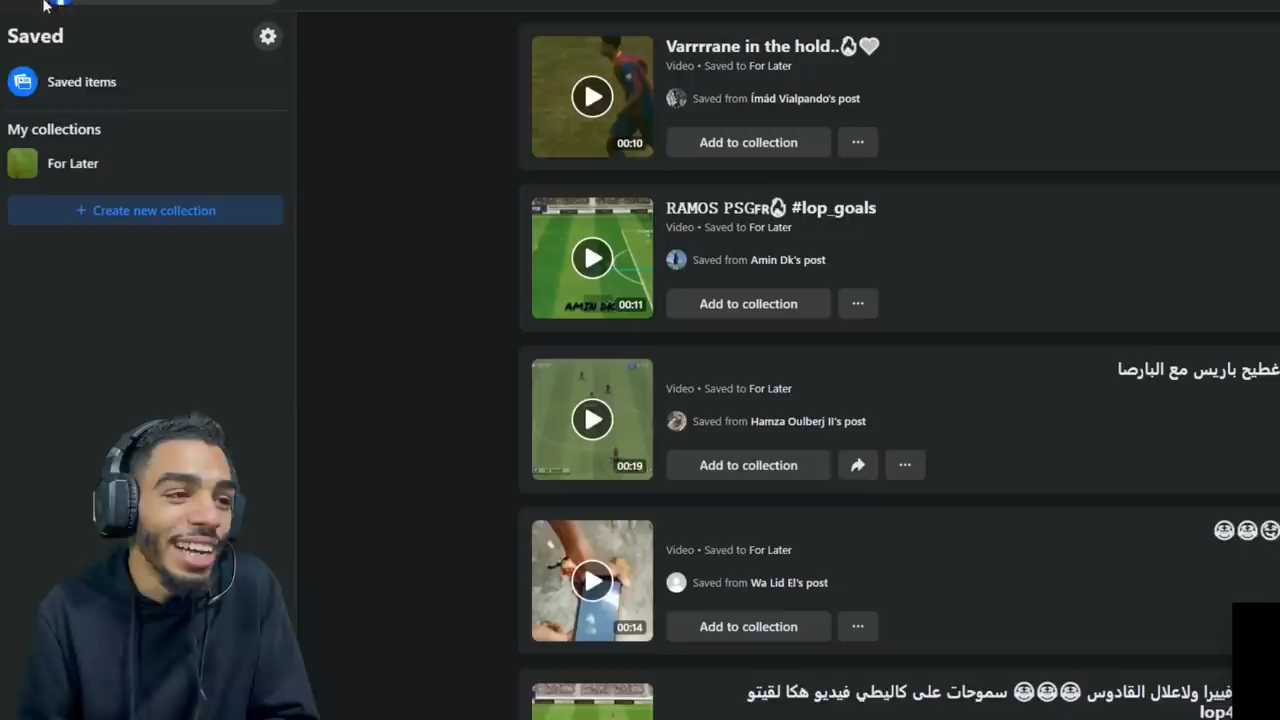 Saved
Saved items
My collections
For Later
+ Create new collection
Varrrrane in the hold..
Video • Saved to For Later
Saved from Ímád Vialpando's post
00:10
Add to collection
RAMOS PSGFR #lop_goals
Video • Saved to For Later
Saved from Amin Dk's post
AMIN DK
00:11
Add to collection
غطيح باريس مع البارصا
Video • Saved to For Later
Saved from Hamza Oulberj II's post
00:19
Add to collection
Video • Saved to For Later
Saved from Wa Lid El's post
00:14
Add to collection
فييرا ولاعلال القادوس 😂😂😂 سموحات على كاليطي فيديو هكا لقيتو
lop4